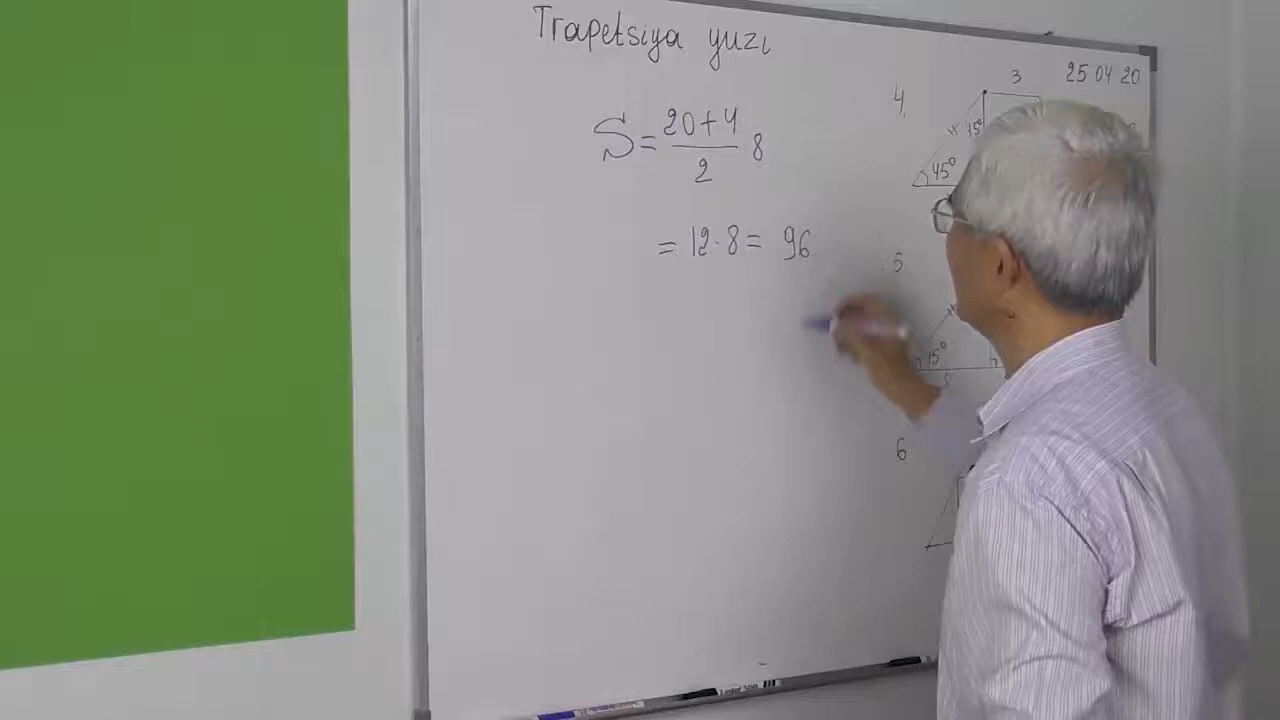 Trapetsiya yuzi
25 04 20
S = 20+4 / 2 · 8
= 12 · 8 = 96
4.
3
45°
45°
5
45°
6